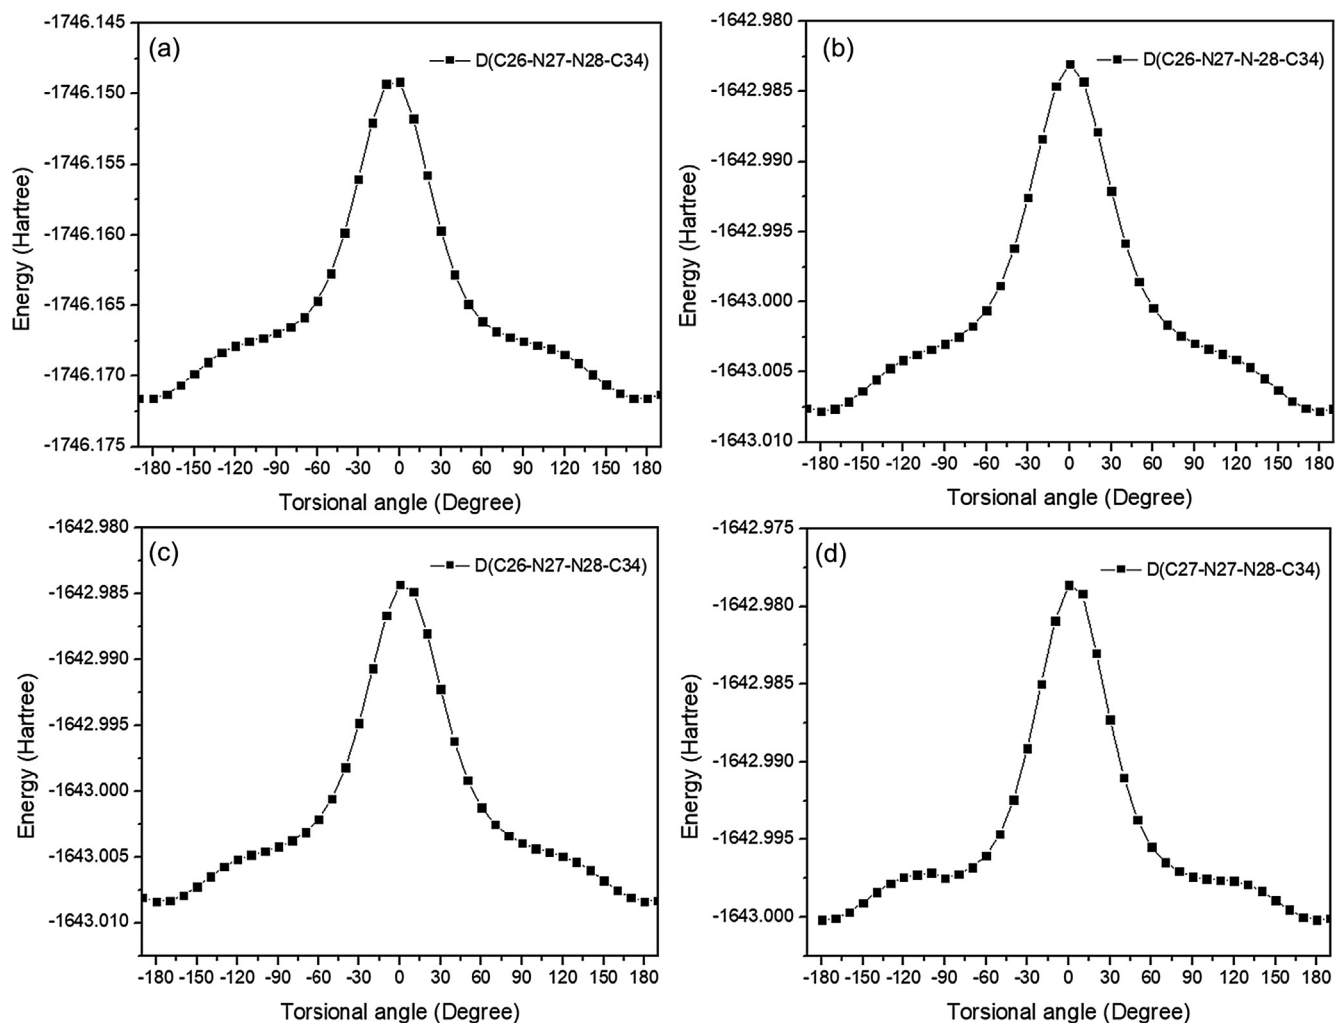 (a)
D(C26-N27-N28-C34)
Energy (Hartree)
-1746.145
-1746.150
-1746.155
-1746.160
-1746.165
-1746.170
-1746.175
-180 -150 -120 -90 -60 -30 0 30 60 90 120 150 180
Torsional angle (Degree)
(b)
D(C26-N27-N-28-C34)
Energy (Hartree)
-1642.980
-1642.985
-1642.990
-1642.995
-1643.000
-1643.005
-1643.010
-180 -150 -120 -90 -60 -30 0 30 60 90 120 150 180
Torsional angle (Degree)
(c)
D(C26-N27-N28-C34)
Energy (Hartree)
-1642.980
-1642.985
-1642.990
-1642.995
-1643.000
-1643.005
-1643.010
-180 -150 -120 -90 -60 -30 0 30 60 90 120 150 180
Torsional angle (Degree)
(d)
D(C27-N27-N28-C34)
Energy (Hartree)
-1642.975
-1642.980
-1642.985
-1642.990
-1642.995
-1643.000
-180 -150 -120 -90 -60 -30 0 30 60 90 120 150 180
Torsional angle (Degree)